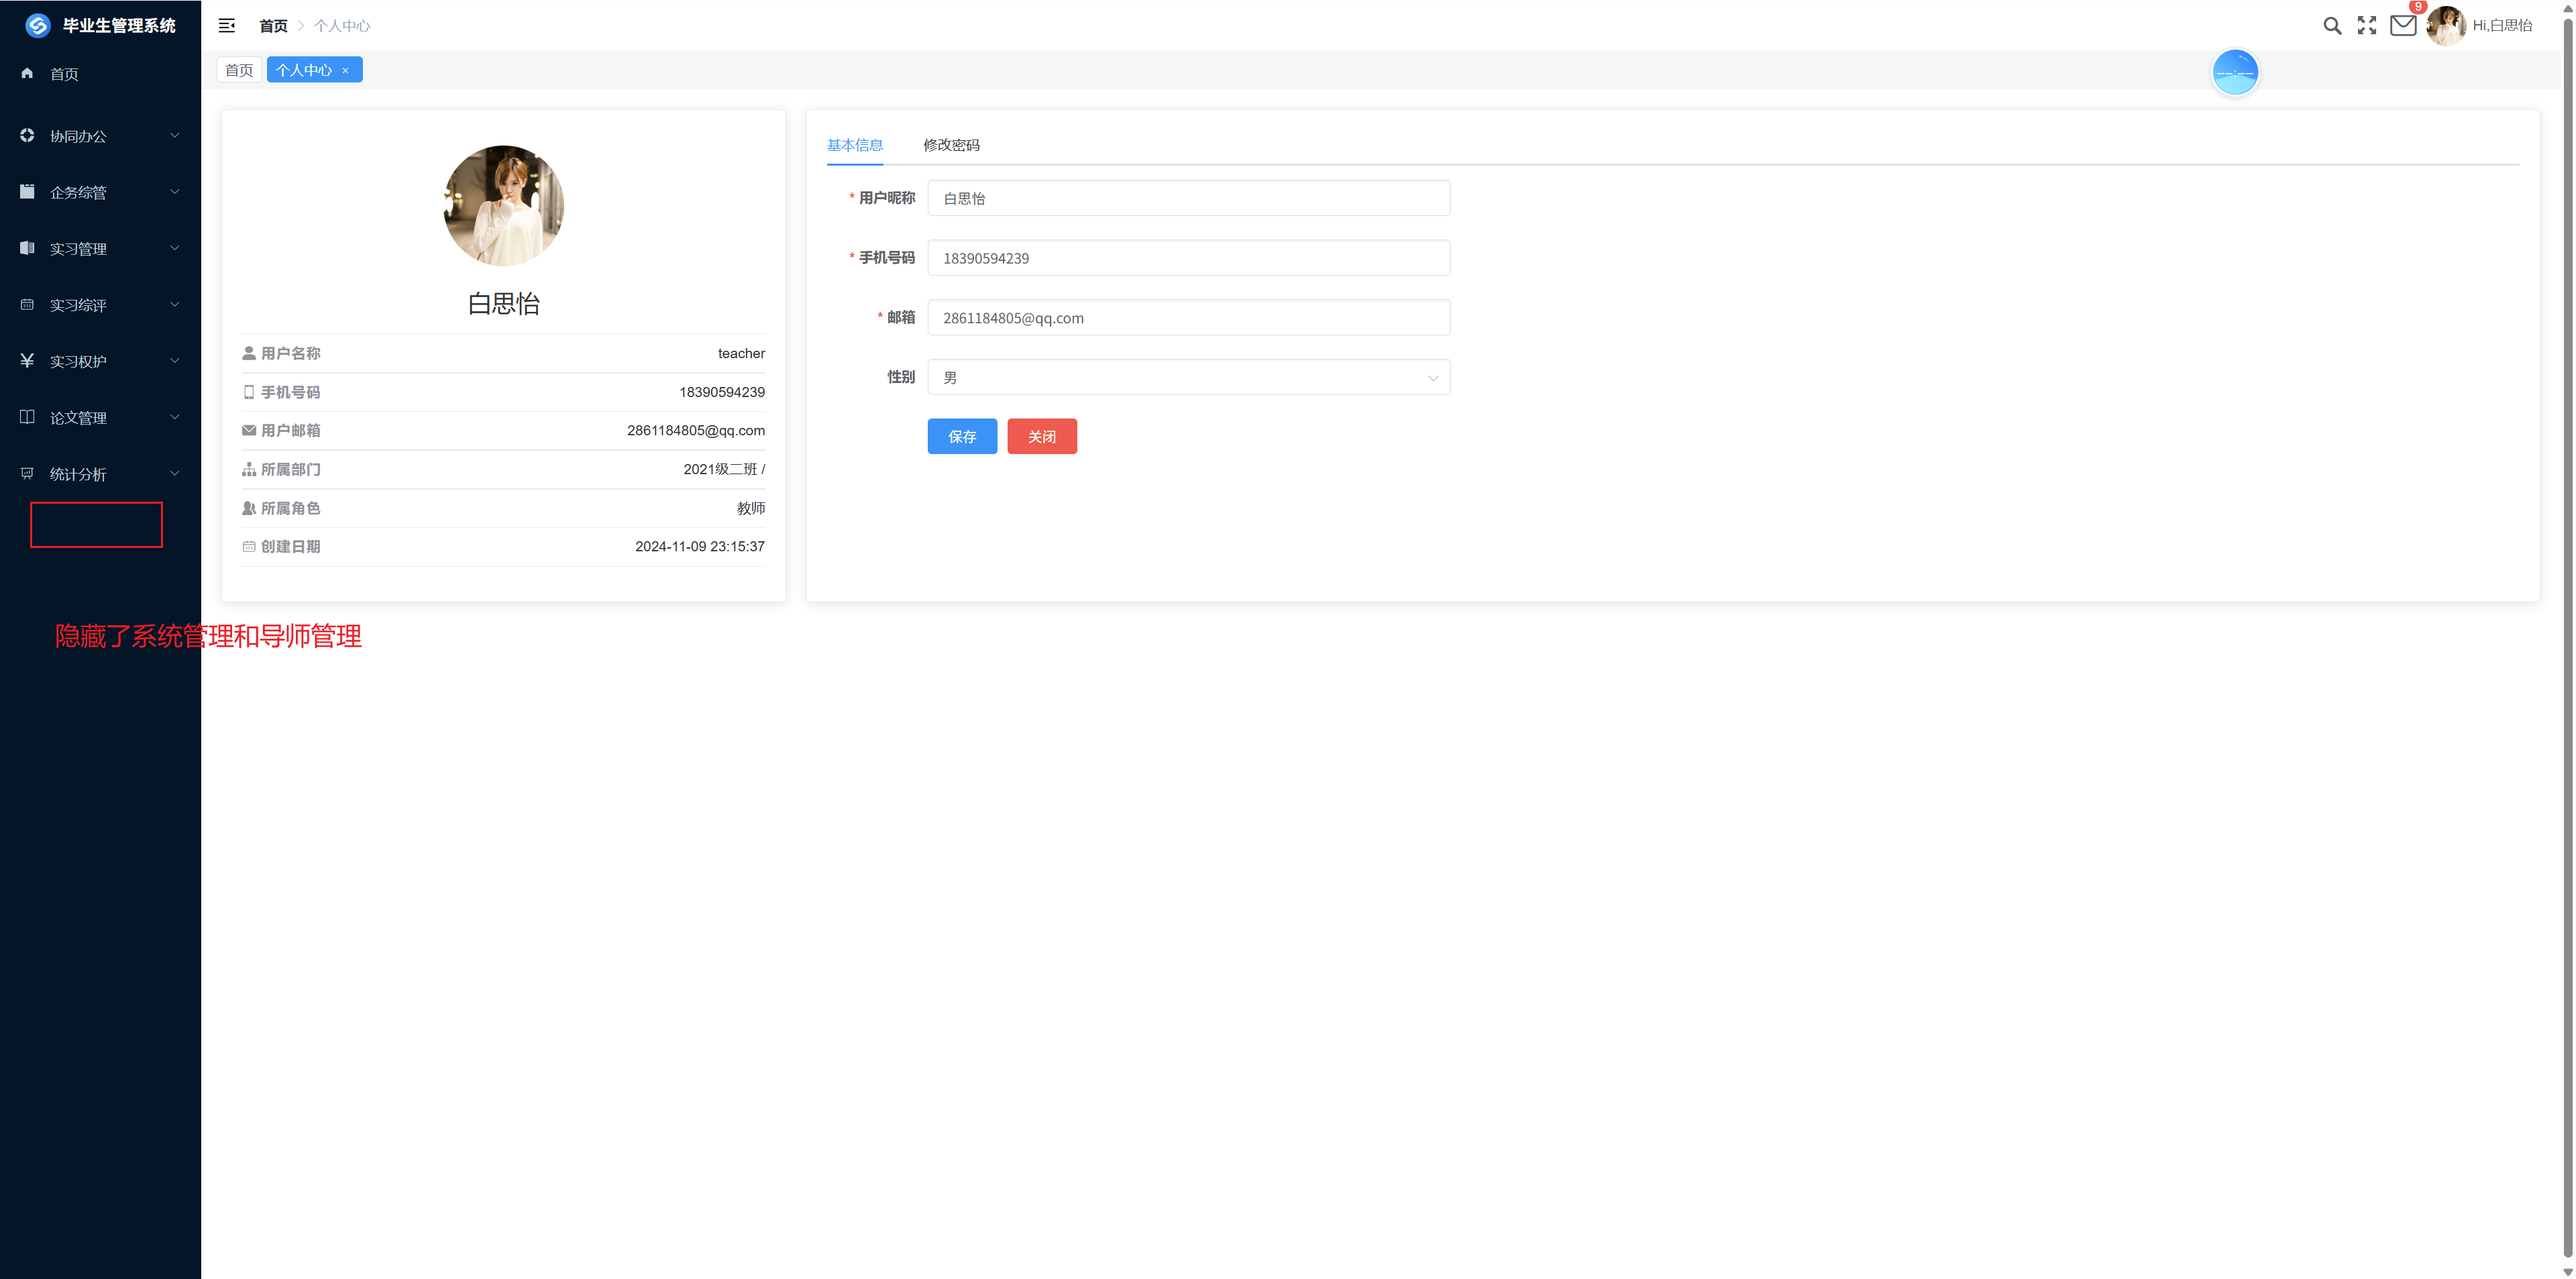 毕业生管理系统
首页
协同办公
企务综管
实习管理
实习综评
实习权护
论文管理
统计分析
首页 个人中心
9
Hi,白思怡
首页 个人中心 ×
--:--
白思怡
用户名称 teacher
手机号码 18390594239
用户邮箱 2861184805@qq.com
所属部门 2021级二班 /
所属角色 教师
创建日期 2024-11-09 23:15:37
基本信息 修改密码
* 用户昵称 白思怡
* 手机号码 18390594239
* 邮箱 2861184805@qq.com
性别 男
保存 关闭
隐藏了系统管理和导师管理